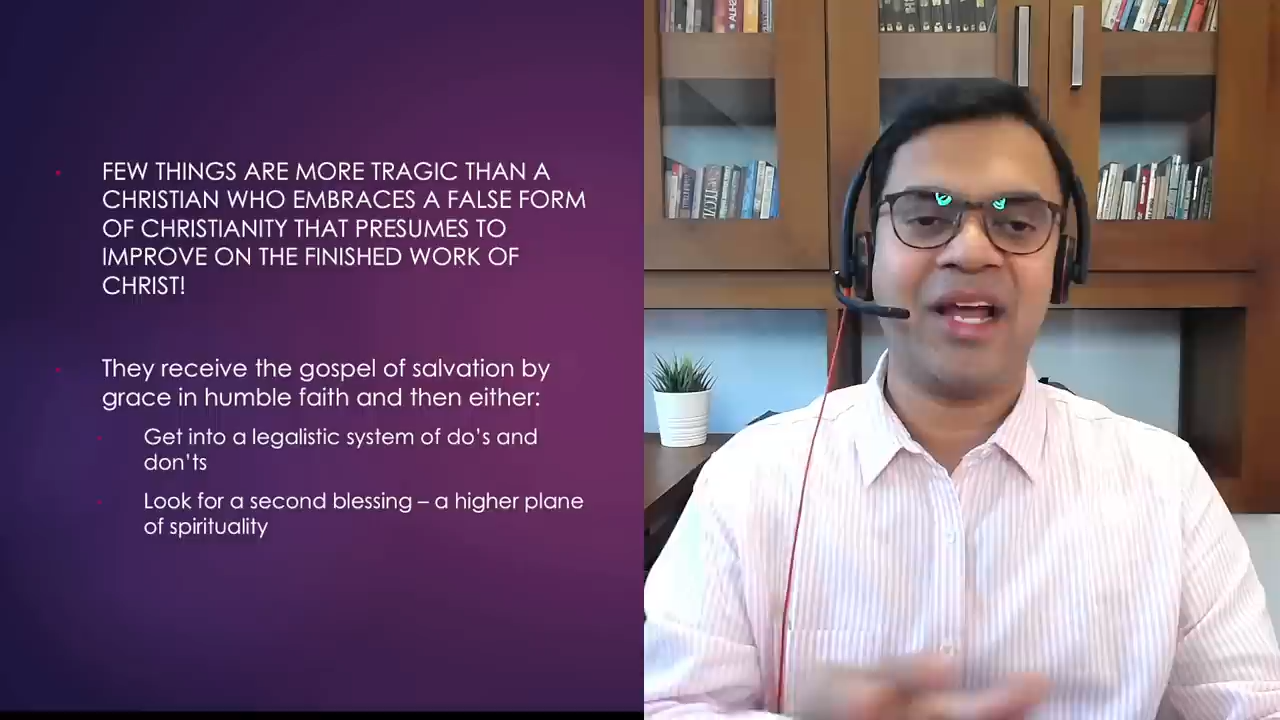 FEW THINGS ARE MORE TRAGIC THAN A
CHRISTIAN WHO EMBRACES A FALSE FORM
OF CHRISTIANITY THAT PRESUMES TO
IMPROVE ON THE FINISHED WORK OF
CHRIST!
They receive the gospel of salvation by
grace in humble faith and then either:
Get into a legalistic system of do’s and
don’ts
Look for a second blessing – a higher plane
of spirituality